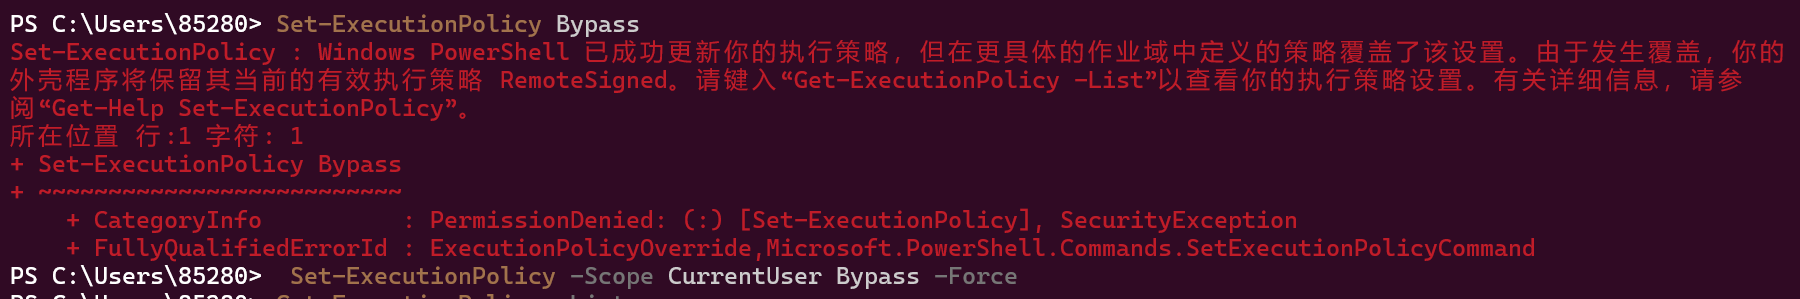 PS C:\Users\85280> Set-ExecutionPolicy Bypass
Set-ExecutionPolicy : Windows PowerShell 已成功更新你的执行策略，但在更具体的作业域中定义的策略覆盖了该设置。由于发生覆盖，你的
外壳程序将保留其当前的有效执行策略 RemoteSigned。请键入“Get-ExecutionPolicy -List”以查看你的执行策略设置。有关详细信息，请参
阅“Get-Help Set-ExecutionPolicy”。
所在位置 行:1 字符: 1
+ Set-ExecutionPolicy Bypass
+ ~~~~~~~~~~~~~~~~~~~~~~~~~~
    + CategoryInfo          : PermissionDenied: (:) [Set-ExecutionPolicy], SecurityException
    + FullyQualifiedErrorId : ExecutionPolicyOverride,Microsoft.PowerShell.Commands.SetExecutionPolicyCommand
PS C:\Users\85280>  Set-ExecutionPolicy -Scope CurrentUser Bypass -Force
PS C:\Users\85280>